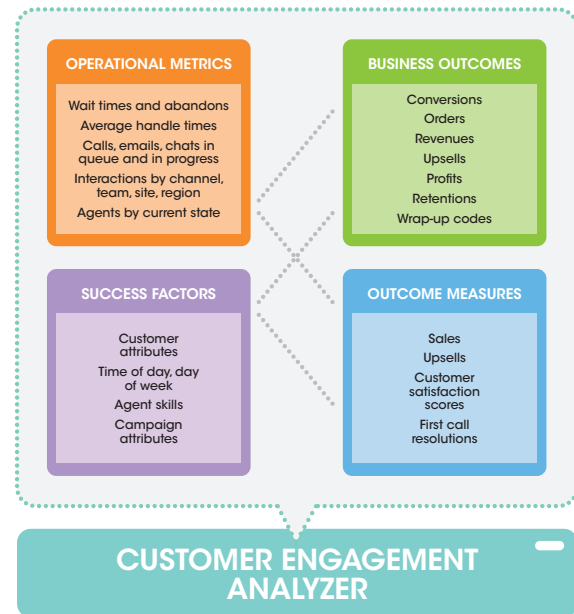 OPERATIONAL METRICS
Wait times and abandons
Average handle times
Calls, emails, chats in
queue and in progress
Interactions by channel,
team, site, region
Agents by current state
BUSINESS OUTCOMES
Conversions
Orders
Revenues
Upsells
Profits
Retentions
Wrap-up codes
SUCCESS FACTORS
Customer
attributes
Time of day, day
of week
Agent skills
Campaign
attributes
OUTCOME MEASURES
Sales
Upsells
Customer
satisfaction
scores
First call
resolutions
CUSTOMER ENGAGEMENT
ANALYZER